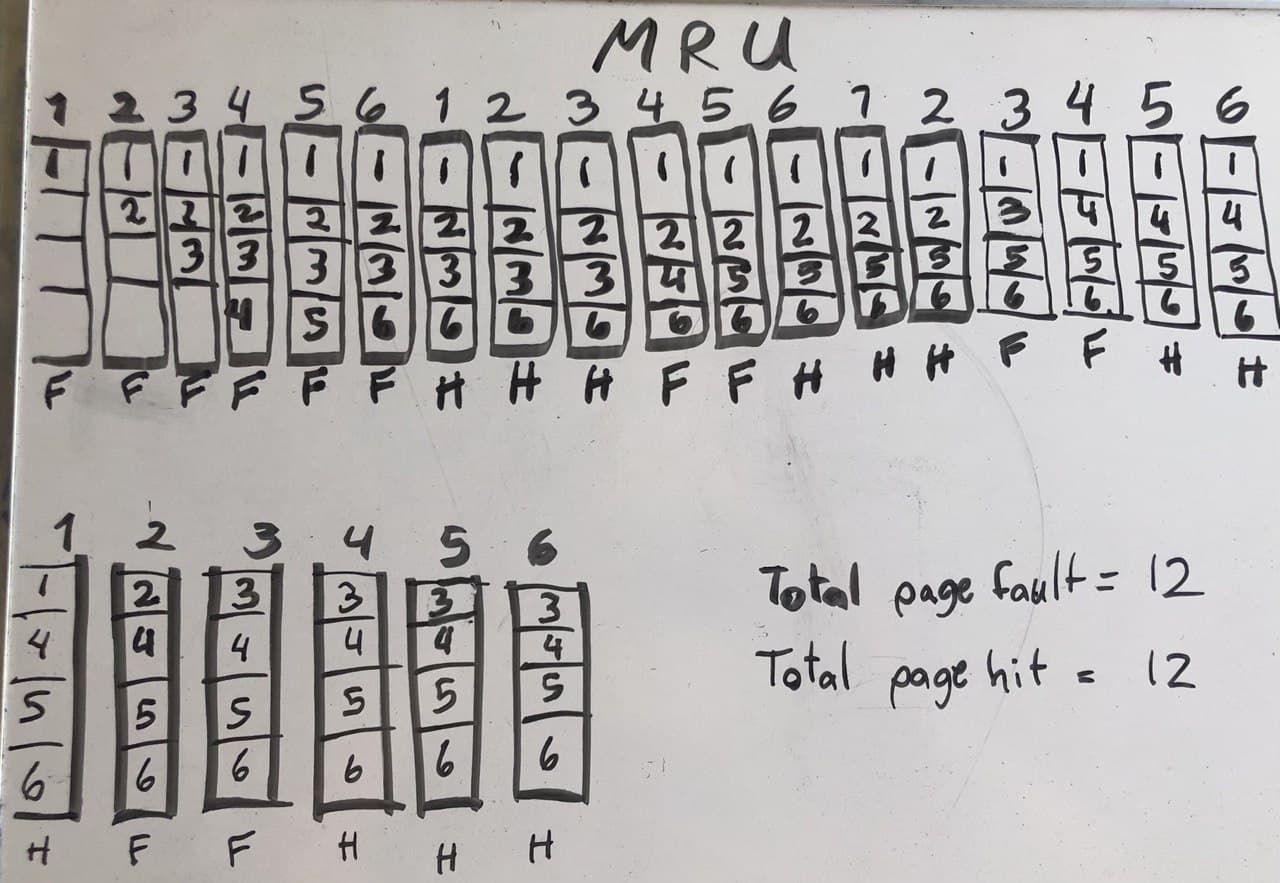 MRU
1 2 3 4 5 6 1 2 3 4 5 6 1 2 3 4 5 6
1 1 1 1 1 1 1 1 1 1 1 1 1 1 1 1 1 1
2 2 2 2 2 2 2 2 2 2 2 2 2 3 4 4 4
3 3 3 3 3 3 3 4 5 5 5 5 5 5 5 5
4 5 6 6 6 6 6 6 6 6 6 6 6 6 6
F F F F F F H H H F F H H H F F H H
1 2 3 4 5 6
1 2 3 3 3 3
4 4 4 4 4 4
5 5 5 5 5 5
6 6 6 6 6 6
H F F H H H
Total page fault = 12
Total page hit = 12